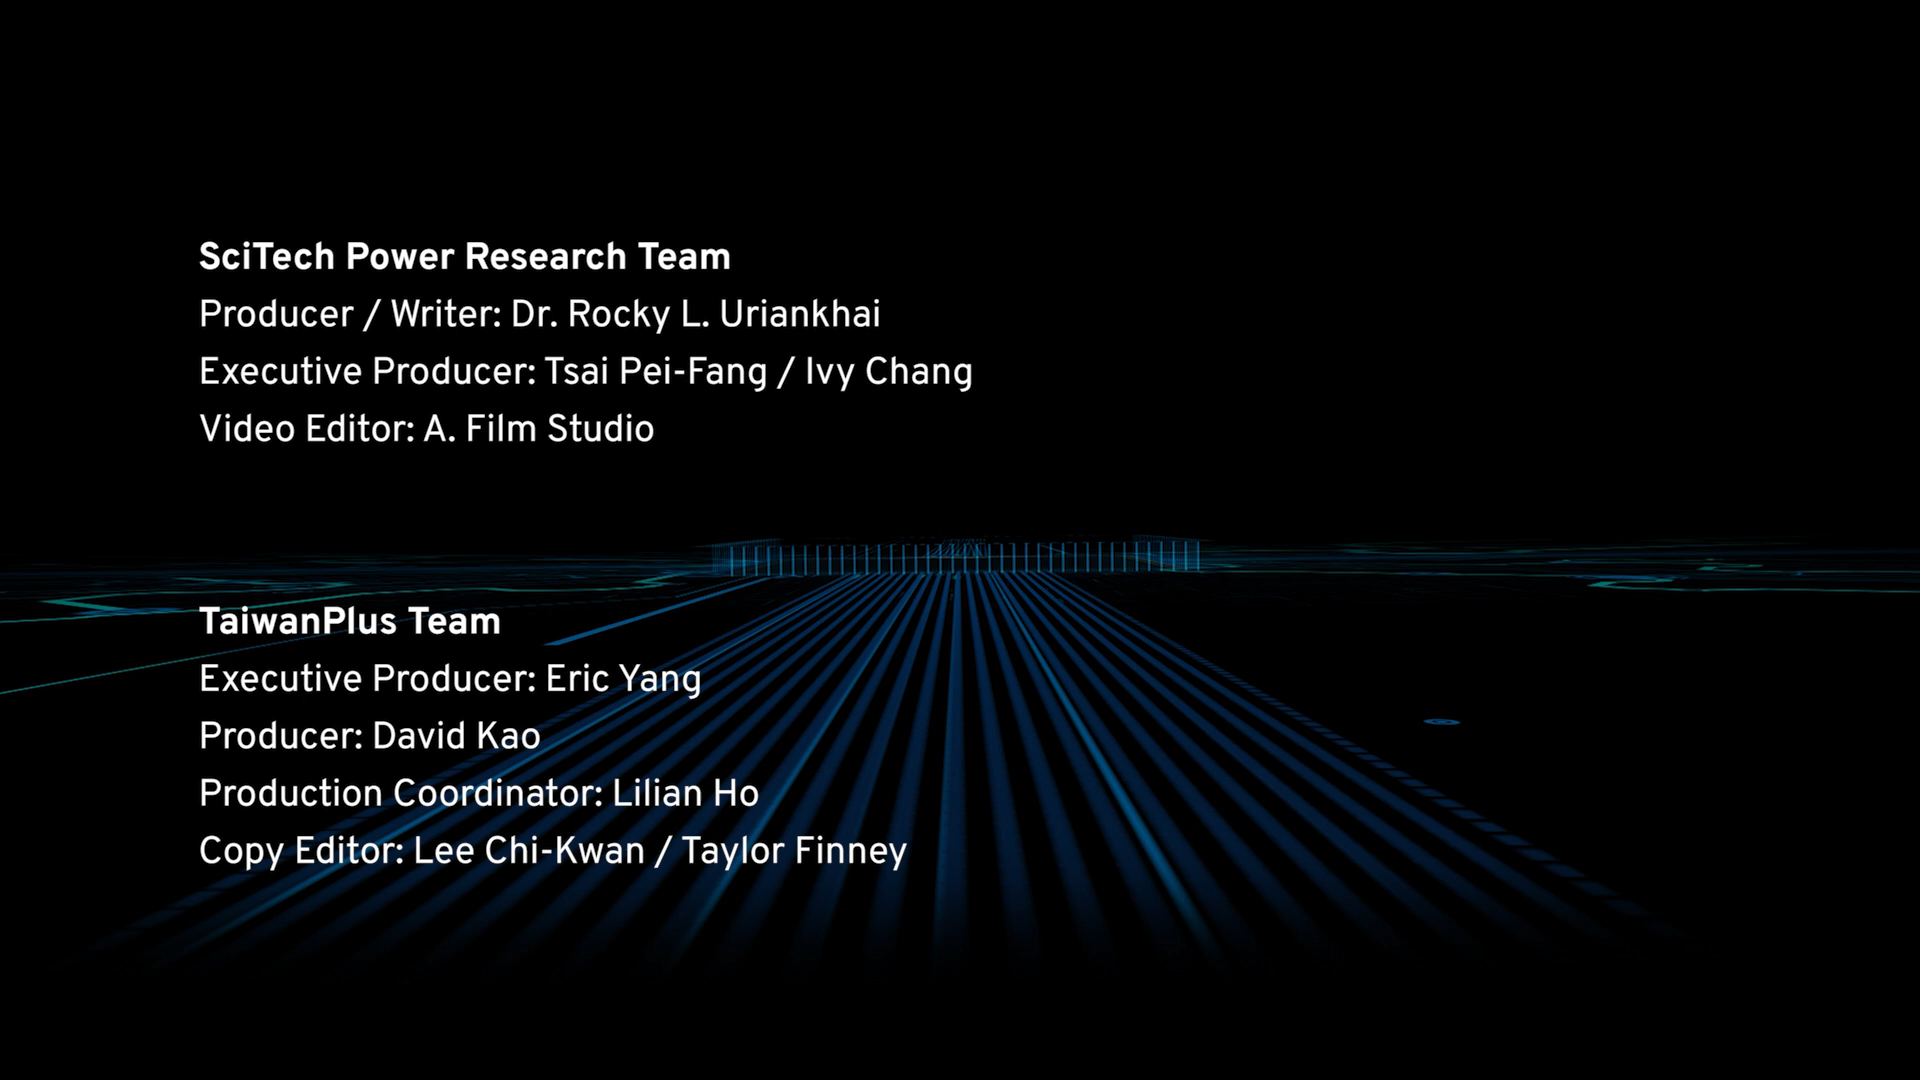 SciTech Power Research Team
Producer / Writer: Dr. Rocky L. Uriankhai
Executive Producer: Tsai Pei-Fang / Ivy Chang
Video Editor: A. Film Studio
TaiwanPlus Team
Executive Producer: Eric Yang
Producer: David Kao
Production Coordinator: Lilian Ho
Copy Editor: Lee Chi-Kwan / Taylor Finney